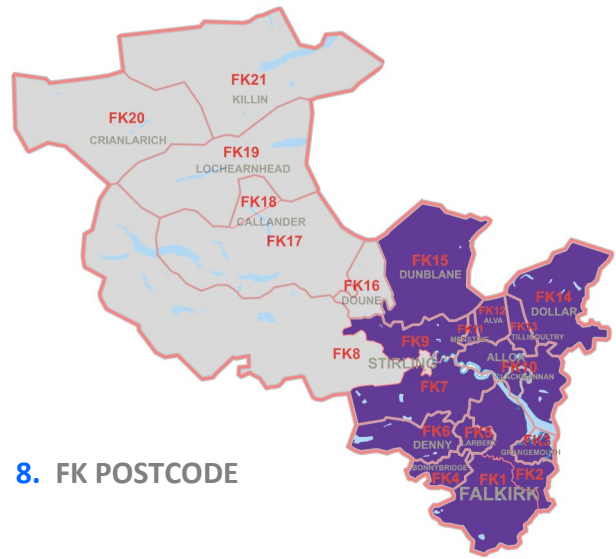 FK21
KILLIN
FK20
CRIANLARICH
FK19
LOCHEARNHEAD
FK18
CALLANDER
FK17
FK15
DUNBLANE
FK16
DOUNE
FK14
DOLLAR
FK12
ALVA
FK11
MENSTRIE
FK13
TILLICOULTRY
FK9
FK8
STIRLING
ALLOA
FK10
CLACKMANNAN
FK7
FK6
DENNY
FK5
LARBERT
FK3
GRANGEMOUTH
BONNYBRIDGE
FK4
FK1
FK2
FALKIRK
8. FK POSTCODE